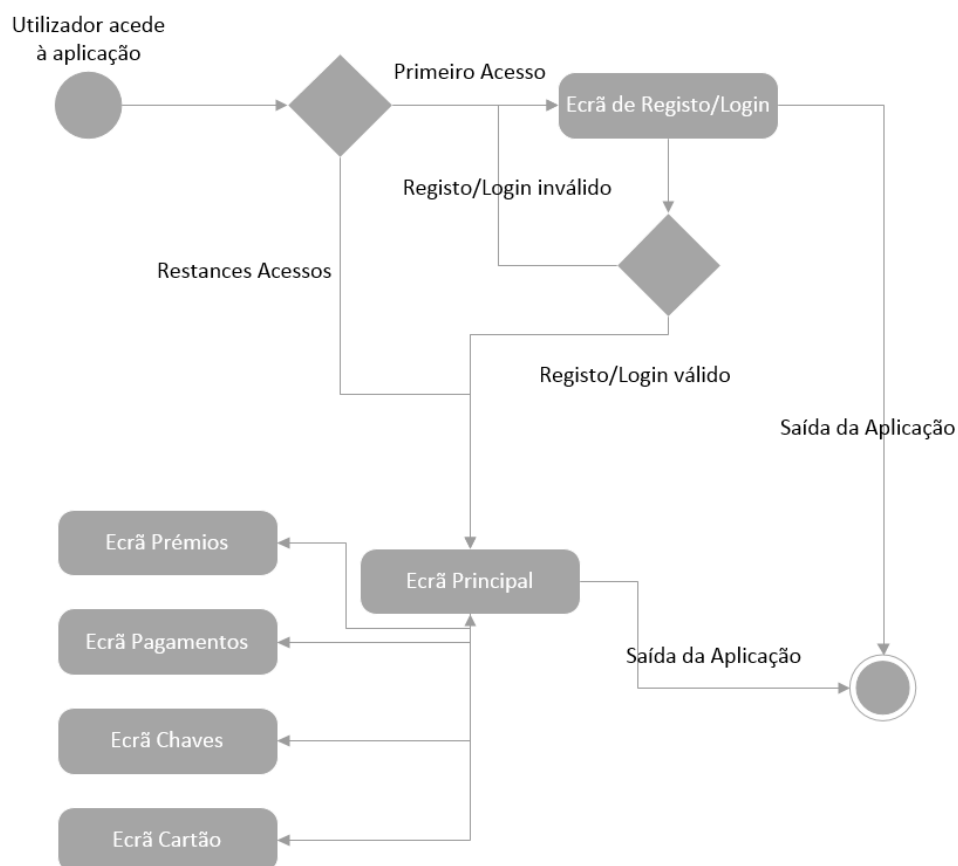 Utilizador acede
à aplicação
Primeiro Acesso
Ecrã de Registo/Login
Registo/Login inválido
Restances Acessos
Registo/Login válido
Saída da Aplicação
Ecrã Prémios
Ecrã Principal
Ecrã Pagamentos
Saída da Aplicação
Ecrã Chaves
Ecrã Cartão